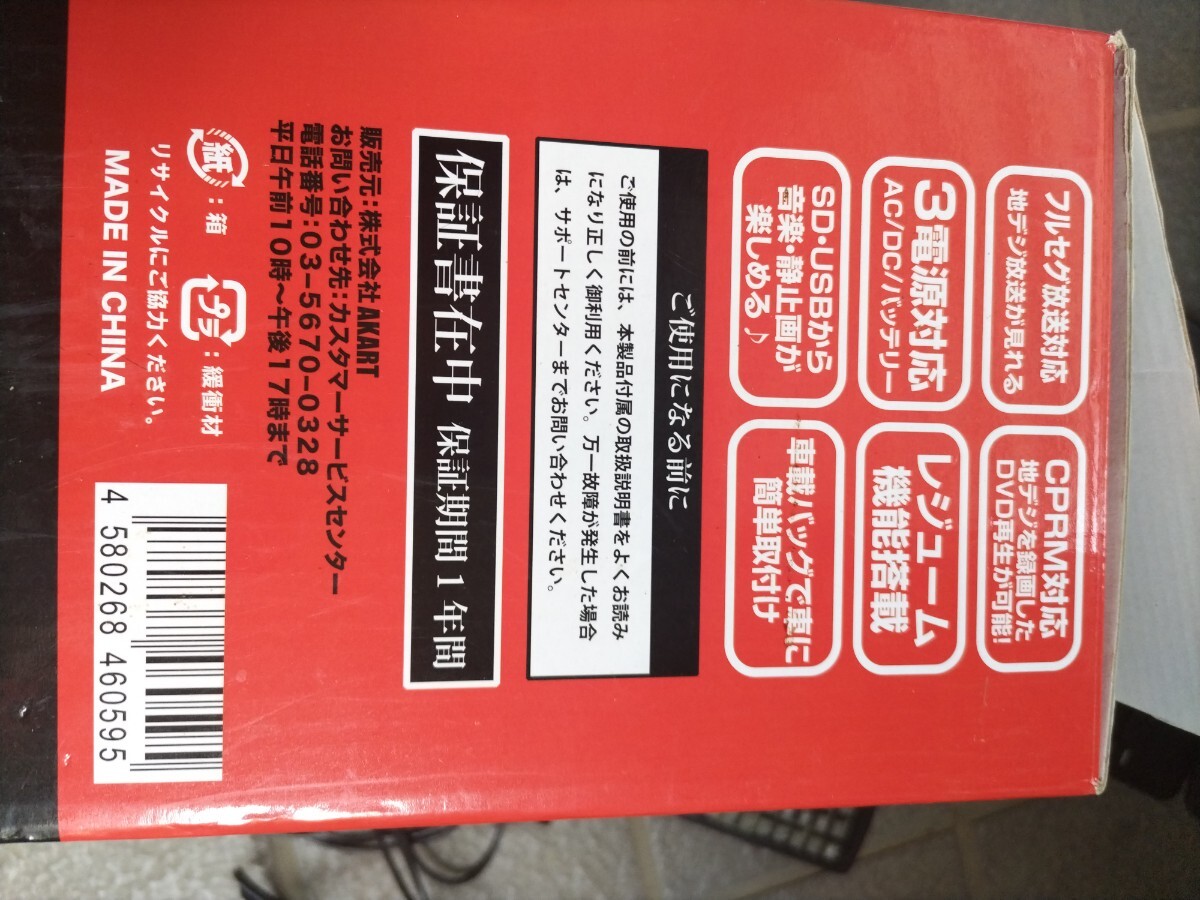 フルセグ放送対応
地デジ放送が見れる
CPRM対応
地デジを録画した
DVD再生が可能!
3電源対応
AC/DC/バッテリー
レジューム
機能搭載
SD・USBから
音楽・静止画が
楽しめる♪
車載バッグで車に
簡単取付け
ご使用になる前に
ご使用の前には、本製品付属の取扱説明書をよくお読み
になり正しく御利用ください。万一故障が発生した場合
は、サポートセンターまでお問い合わせください。
保証書在中 保証期間1年間
販売元:株式会社AKART
お問い合わせ先:カスタマーサービスセンター
電話番号:03-5670-0328
平日午前10時〜午後17時まで
紙:箱 プラ:緩衝材
リサイクルにご協力ください。
MADE IN CHINA
4 580268 460595